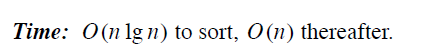 Time: O(n lg n) to sort, O(n) thereafter.